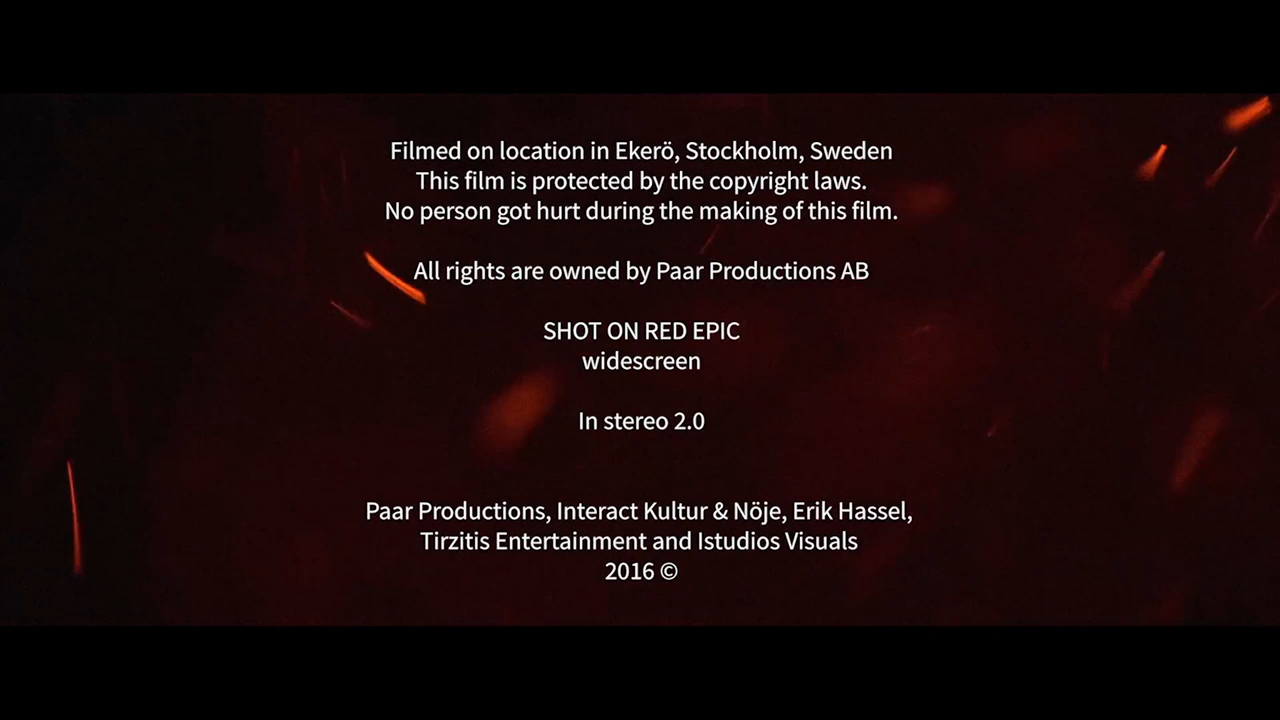 Filmed on location in Ekerö, Stockholm, Sweden
This film is protected by the copyright laws.
No person got hurt during the making of this film.
All rights are owned by Paar Productions AB
SHOT ON RED EPIC
widescreen
In stereo 2.0
Paar Productions, Interact Kultur & Nöje, Erik Hassel,
Tirzitis Entertainment and Istudios Visuals
2016 ©